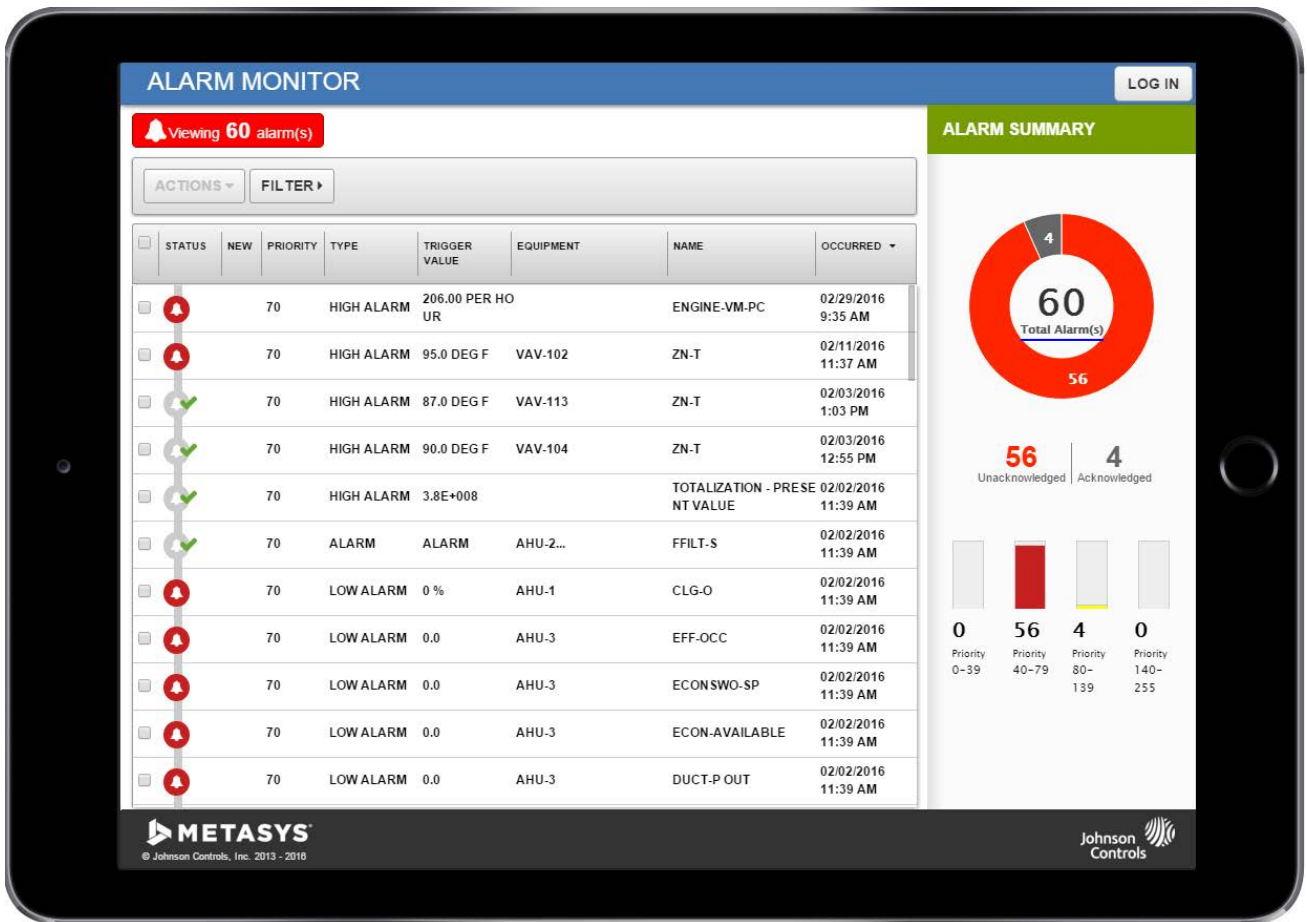 ALARM MONITOR
LOG IN
Viewing 60 alarm(s)
ACTIONS
FILTER
STATUS NEW PRIORITY TYPE TRIGGER VALUE EQUIPMENT NAME OCCURRED
70 HIGH ALARM 206.00 PER HO UR ENGINE-VM-PC 02/29/2016 9:35 AM
70 HIGH ALARM 95.0 DEG F VAV-102 ZN-T 02/11/2016 11:37 AM
70 HIGH ALARM 87.0 DEG F VAV-113 ZN-T 02/03/2016 1:03 PM
70 HIGH ALARM 90.0 DEG F VAV-104 ZN-T 02/03/2016 12:55 PM
70 HIGH ALARM 3.8E+008 TOTALIZATION - PRESE NT VALUE 02/02/2016 11:39 AM
70 ALARM ALARM AHU-2... FFILT-S 02/02/2016 11:39 AM
70 LOW ALARM 0 % AHU-1 CLG-O 02/02/2016 11:39 AM
70 LOW ALARM 0.0 AHU-3 EFF-OCC 02/02/2016 11:39 AM
70 LOW ALARM 0.0 AHU-3 ECONSWO-SP 02/02/2016 11:39 AM
70 LOW ALARM 0.0 AHU-3 ECON-AVAILABLE 02/02/2016 11:39 AM
70 LOW ALARM 0.0 AHU-3 DUCT-P OUT 02/02/2016 11:39 AM
ALARM SUMMARY
4
60
Total Alarm(s)
56
56 4
Unacknowledged Acknowledged
0 56 4 0
Priority Priority Priority Priority
0-39 40-79 80- 140-
139 255
METASYS
© Johnson Controls, Inc. 2013 - 2016
Johnson
Controls